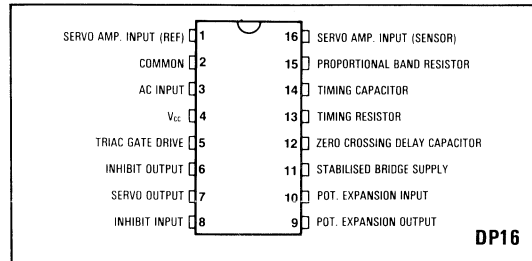 SERVO AMP. INPUT (REF) 1 16 SERVO AMP. INPUT (SENSOR)
COMMON 2 15 PROPORTIONAL BAND RESISTOR
AC INPUT 3 14 TIMING CAPACITOR
Vcc 4 13 TIMING RESISTOR
TRIAC GATE DRIVE 5 12 ZERO CROSSING DELAY CAPACITOR
INHIBIT OUTPUT 6 11 STABILISED BRIDGE SUPPLY
SERVO OUTPUT 7 10 POT. EXPANSION INPUT
INHIBIT INPUT 8 9 POT. EXPANSION OUTPUT
DP16